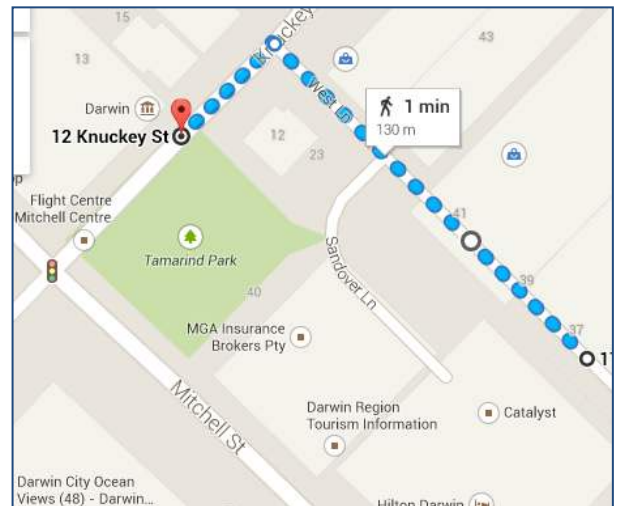 15
Knuckey
43
13
Darwin
1 min
West Ln
130 m
12 Knuckey St
12
23
Flight Centre
Mitchell Centre
41
Tamarind Park
Sandover Ln
39
40
37
MGA Insurance
Brokers Pty
Mitchell St
Darwin Region
Tourism Information
Catalyst
Darwin City Ocean
Views (48) - Darwin...
Hilton Darwin